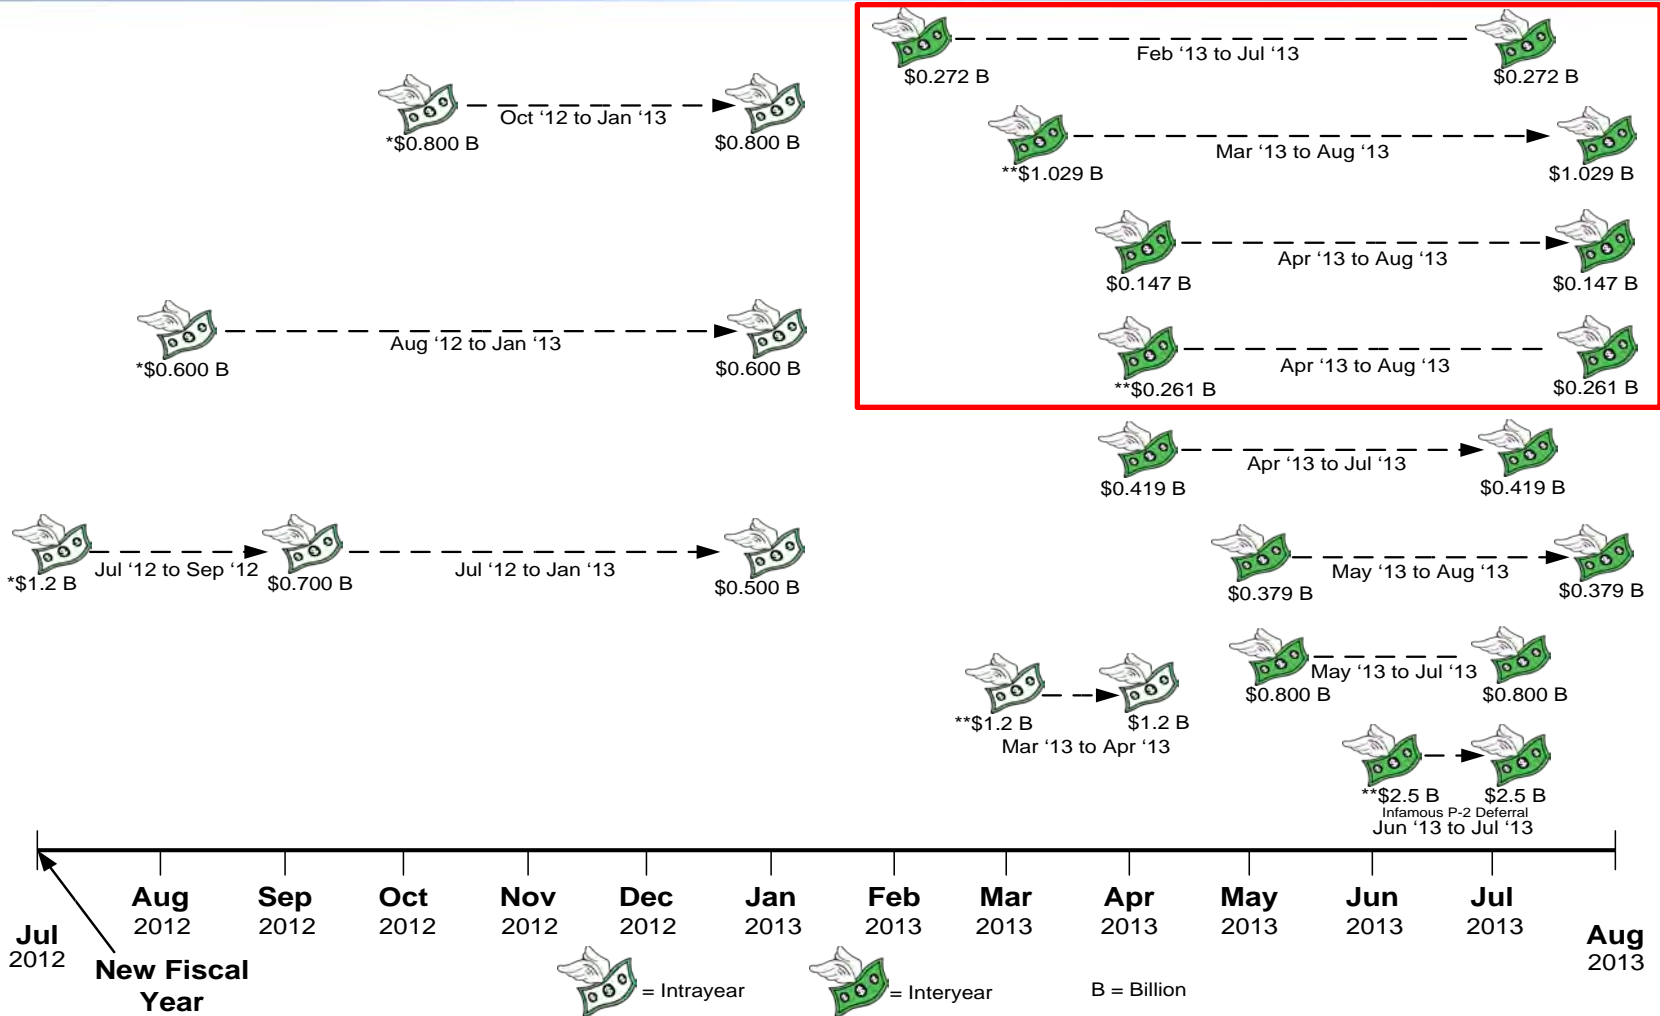 Feb ‘13 to Jul ‘13
$0.272 B
$0.272 B
Oct ‘12 to Jan ‘13
*$0.800 B
$0.800 B
Mar ‘13 to Aug ‘13
**$1.029 B
$1.029 B
Apr ‘13 to Aug ‘13
$0.147 B
$0.147 B
Aug ‘12 to Jan ‘13
*$0.600 B
$0.600 B
Apr ‘13 to Aug ‘13
**$0.261 B
$0.261 B
Apr ‘13 to Jul ‘13
$0.419 B
$0.419 B
*$1.2 B
Jul ‘12 to Sep ‘12
$0.700 B
Jul ‘12 to Jan ‘13
$0.500 B
May ‘13 to Aug ‘13
$0.379 B
$0.379 B
May ‘13 to Jul ‘13
$0.800 B
$0.800 B
**$1.2 B
$1.2 B
Mar ‘13 to Apr ‘13
**$2.5 B
$2.5 B
Infamous P-2 Deferral
Jun ‘13 to Jul ‘13
Jul
2012
Aug
2012
Sep
2012
Oct
2012
Nov
2012
Dec
2012
Jan
2013
Feb
2013
Mar
2013
Apr
2013
May
2013
Jun
2013
Jul
2013
Aug
2013
New Fiscal
Year
= Intrayear
= Interyear
B = Billion